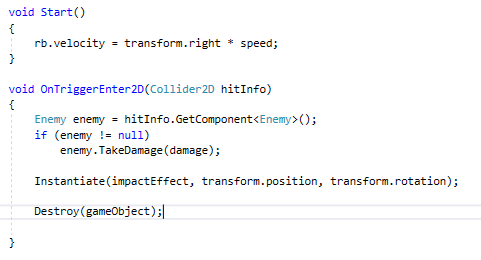 void Start()
{
    rb.velocity = transform.right * speed;
}
void OnTriggerEnter2D(Collider2D hitInfo)
{
    Enemy enemy = hitInfo.GetComponent<Enemy>();
    if (enemy != null)
        enemy.TakeDamage(damage);
    Instantiate(impactEffect, transform.position, transform.rotation);
    Destroy(gameObject);
}